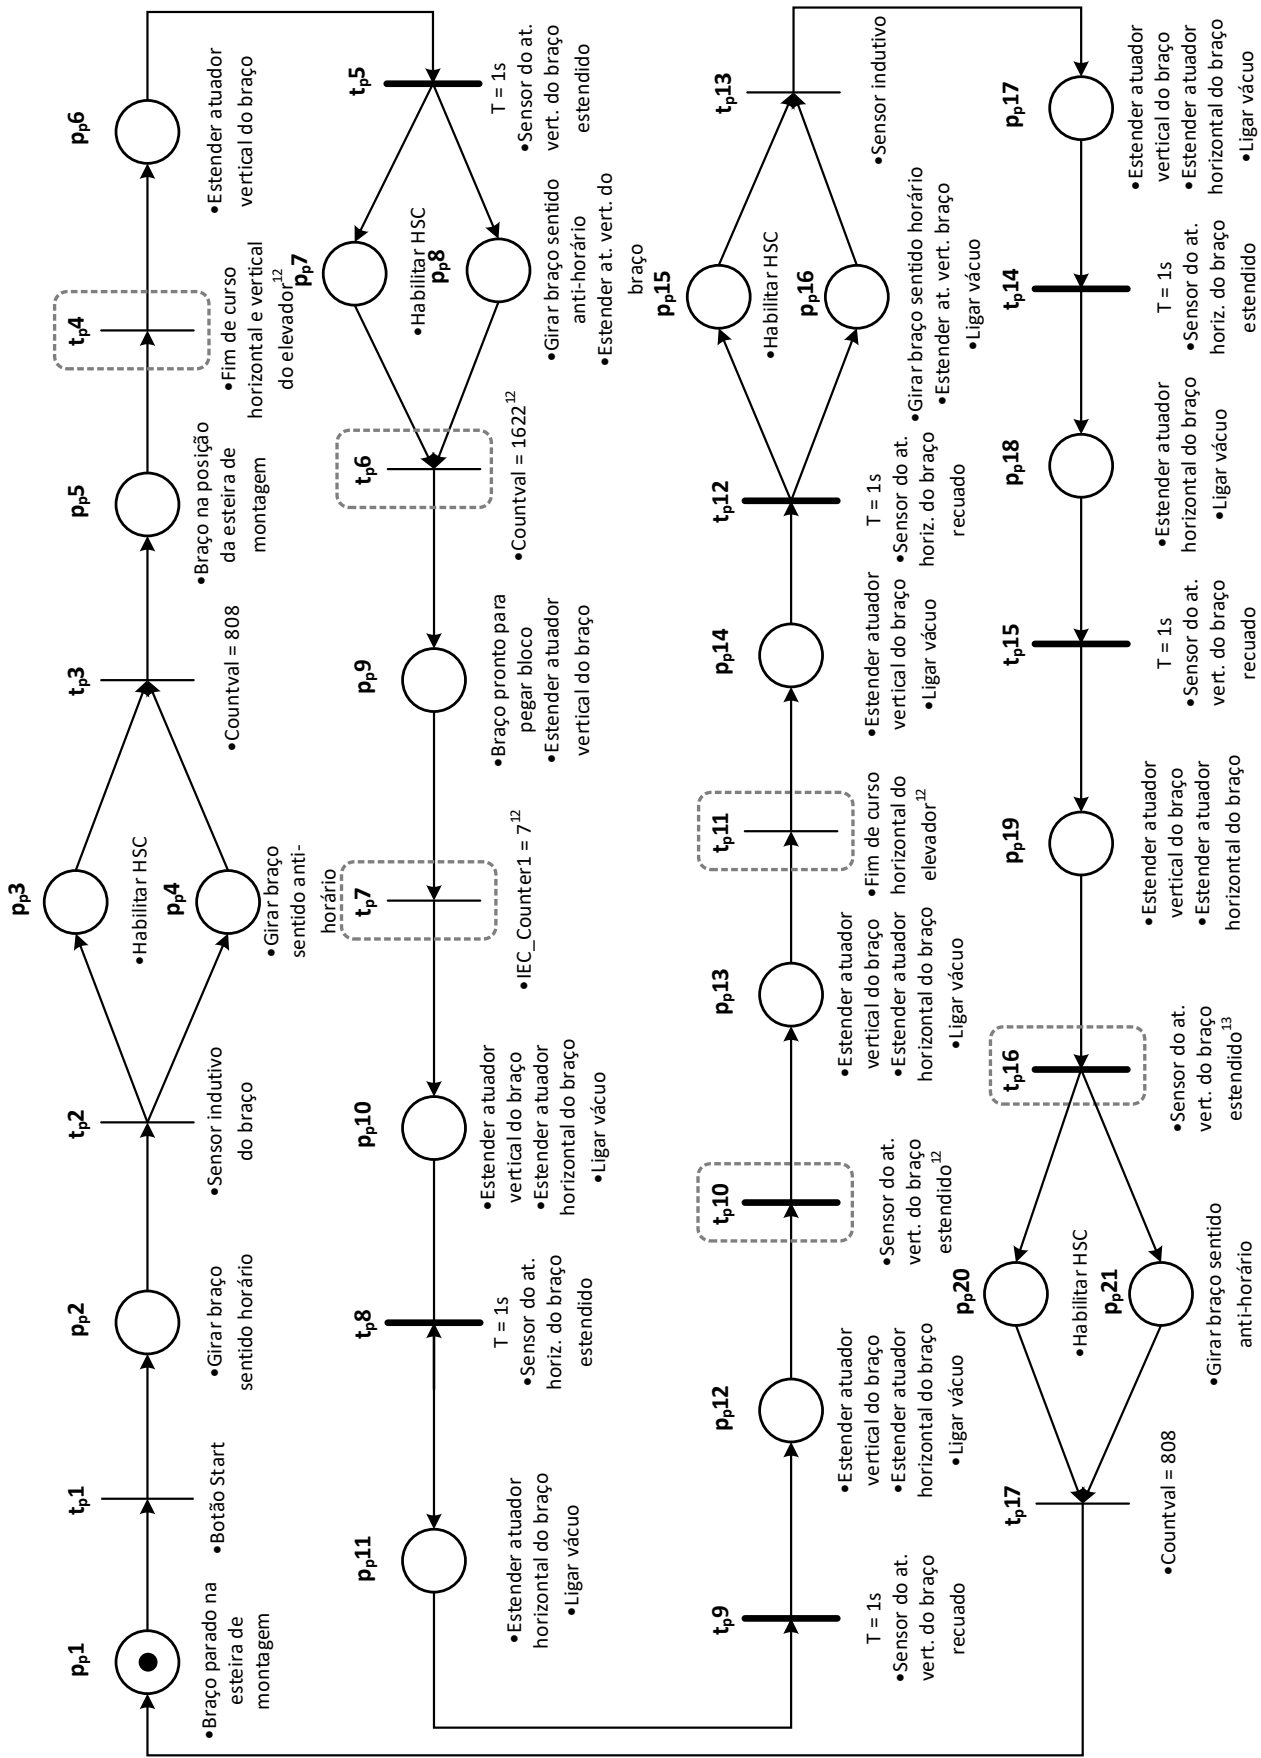 pp1
•Braço parado na
esteira de
montagem
tp1
•Botão Start
pp2
•Girar braço
sentido horário
tp2
•Sensor indutivo
do braço
pp3
•Habilitar HSC
pp4
•Girar braço
sentido anti-
horário
tp3
•Countval = 808
pp5
•Braço na posição
da esteira de
montagem
tp4
•Fim de curso
horizontal e vertical
do elevador12
pp6
•Estender atuador
vertical do braço
tp5
T = 1s
•Sensor do at.
vert. do braço
estendido
pp7
•Habilitar HSC
pp8
•Girar braço sentido
anti-horário
•Estender at. vert. do
braço
tp6
•Countval = 162212
pp9
•Braço pronto para
pegar bloco
•Estender atuador
vertical do braço
tp7
•IEC_Counter1 = 712
pp10
•Estender atuador
vertical do braço
•Estender atuador
horizontal do braço
•Ligar vácuo
tp8
T = 1s
•Sensor do at.
horiz. do braço
estendido
pp11
•Estender atuador
horizontal do braço
•Ligar vácuo
tp9
T = 1s
•Sensor do at.
vert. do braço
recuado
pp12
•Estender atuador
vertical do braço
•Estender atuador
horizontal do braço
•Ligar vácuo
tp10
•Sensor do at.
vert. do braço
estendido12
pp13
•Estender atuador
vertical do braço
•Estender atuador
horizontal do braço
•Ligar vácuo
tp11
•Fim de curso
horizontal do
elevador12
pp14
•Estender atuador
vertical do braço
•Ligar vácuo
tp12
T = 1s
•Sensor do at.
horiz. do braço
recuado
pp15
•Habilitar HSC
pp16
•Girar braço sentido horário
•Estender at. vert. braço
•Ligar vácuo
tp13
•Sensor indutivo
pp17
•Estender atuador
vertical do braço
•Estender atuador
horizontal do braço
•Ligar vácuo
tp14
T = 1s
•Sensor do at.
horiz. do braço
estendido
pp18
•Estender atuador
horizontal do braço
•Ligar vácuo
tp15
T = 1s
•Sensor do at.
vert. do braço
recuado
pp19
•Estender atuador
vertical do braço
•Estender atuador
horizontal do braço
tp16
•Sensor do at.
vert. do braço
estendido13
pp20
•Habilitar HSC
pp21
•Girar braço sentido
anti-horário
tp17
•Countval = 808